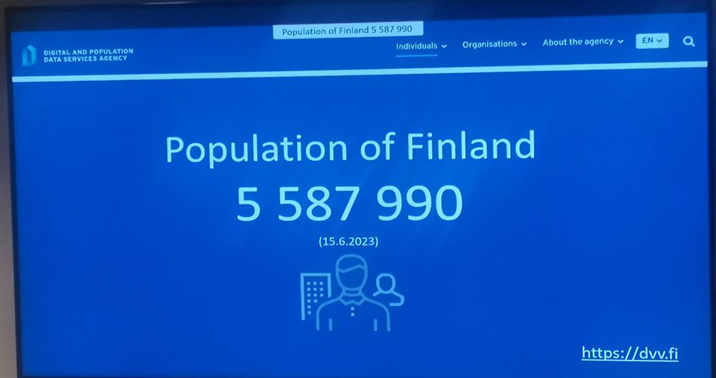 Population of Finland 5 587 990
DIGITAL AND POPULATION
DATA SERVICES AGENCY
Individuals
Organisations
About the agency
EN
Population of Finland
5 587 990
(15.6.2023)
https://dvv.fi